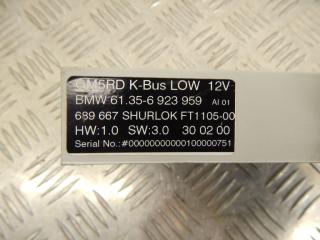 GM5RD K-Bus LOW 12V
BMW 61.35-6 923 959 AI 01
689 667 SHURLOK FT1105-00
HW:1.0 SW:3.0 30 02 00
Serial No.: #00000000000100000751